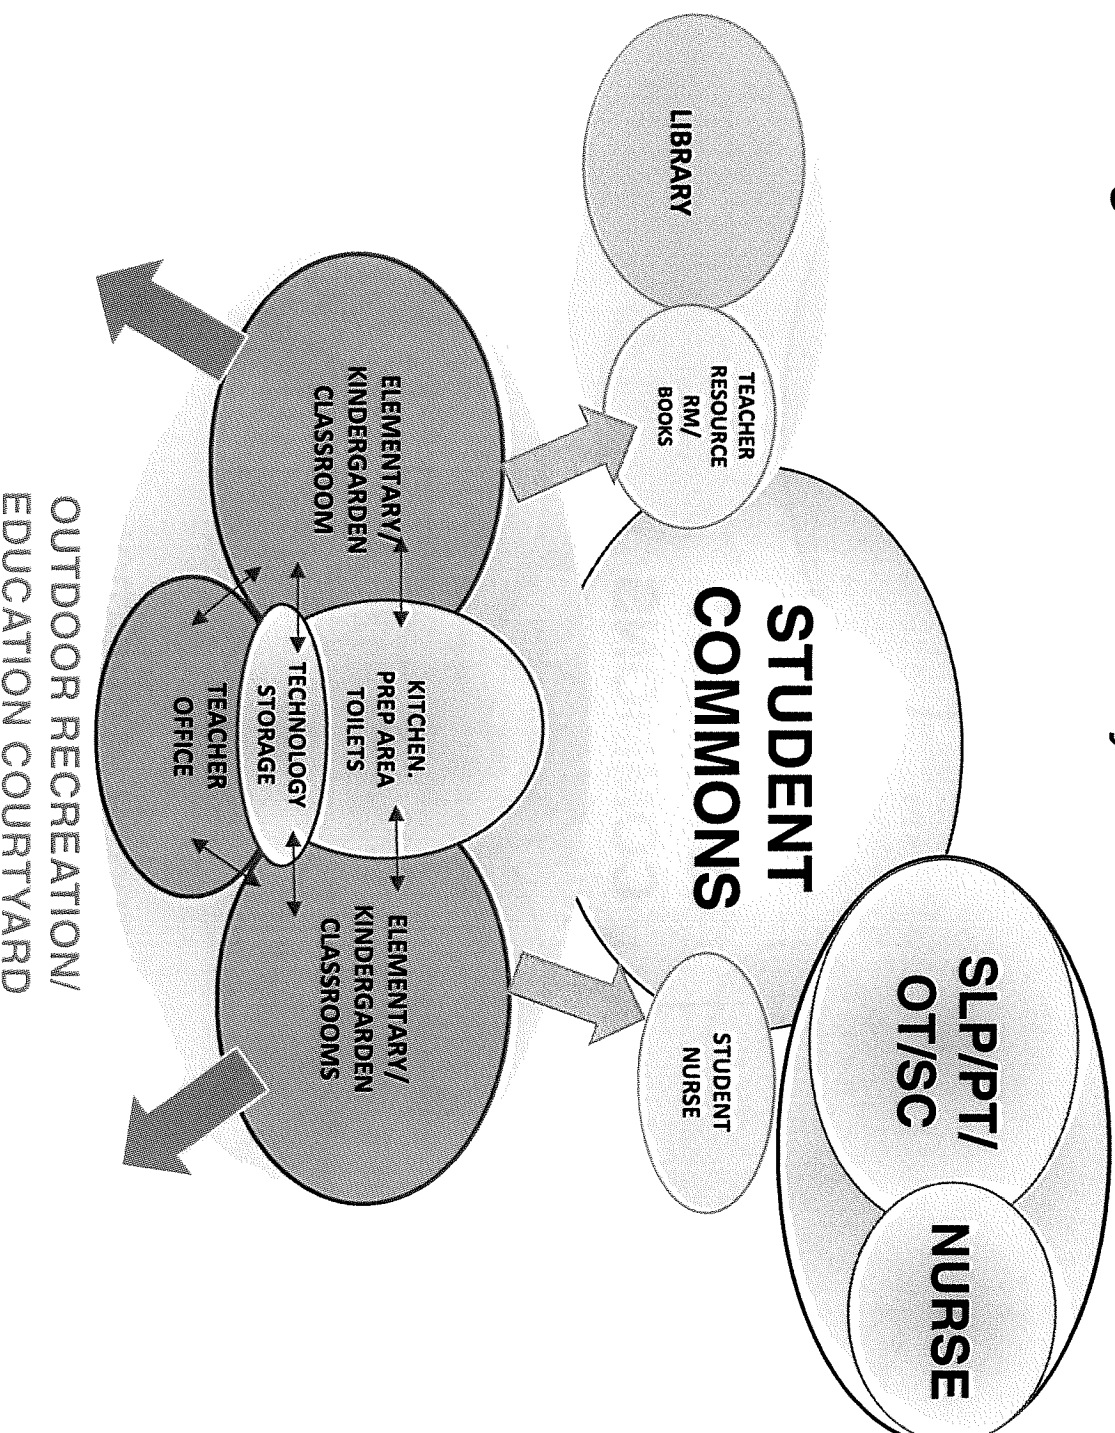 SLP/PT/
OT/SC
NURSE
STUDENT
COMMONS
LIBRARY
TEACHER
RESOURCE
RM/
BOOKS
STUDENT
NURSE
ELEMENTARY/
KINDERGARDEN
CLASSROOM
KITCHEN.
PREP AREA
TOILETS
ELEMENTARY/
KINDERGARDEN
CLASSROOMS
TECHNOLOGY
STORAGE
TEACHER
OFFICE
OUTDOOR RECREATION/
EDUCATION COURTYARD